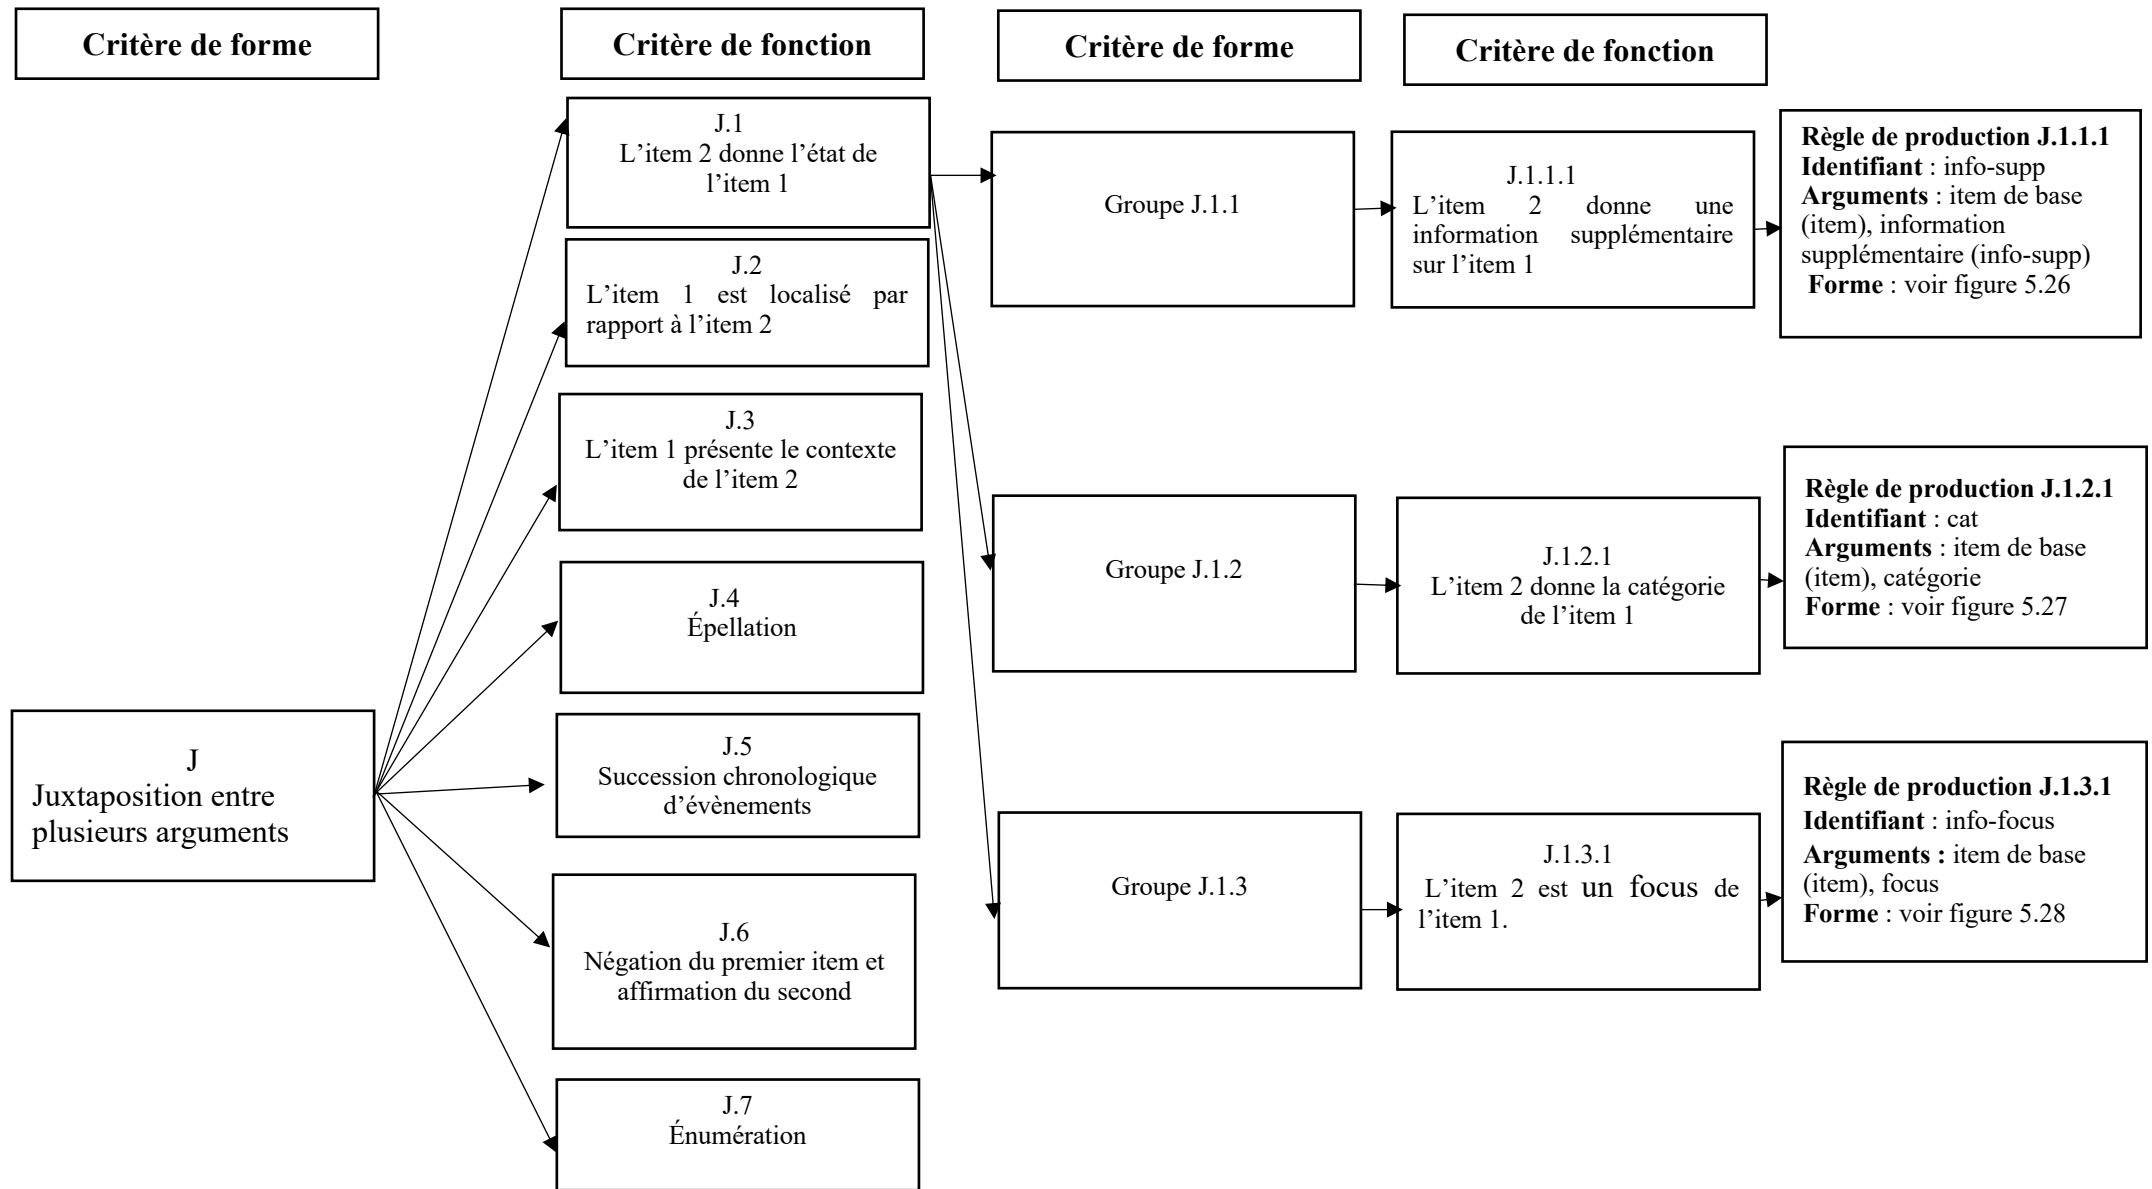 Critère de forme
Critère de fonction
Critère de forme
Critère de fonction
J
Juxtaposition entre
plusieurs arguments
J.1
L’item 2 donne l’état de
l’item 1
J.2
L’item 1 est localisé par
rapport à l’item 2
J.3
L’item 1 présente le contexte
de l’item 2
J.4
Épellation
J.5
Succession chronologique
d’évènements
J.6
Négation du premier item et
affirmation du second
J.7
Énumération
Groupe J.1.1
Groupe J.1.2
Groupe J.1.3
J.1.1.1
L’item 2 donne une
information supplémentaire
sur l’item 1
J.1.2.1
L’item 2 donne la catégorie
de l’item 1
J.1.3.1
L’item 2 est un focus de
l’item 1.
Règle de production J.1.1.1
Identifiant : info-supp
Arguments : item de base
(item), information
supplémentaire (info-supp)
Forme : voir figure 5.26
Règle de production J.1.2.1
Identifiant : cat
Arguments : item de base
(item), catégorie
Forme : voir figure 5.27
Règle de production J.1.3.1
Identifiant : info-focus
Arguments : item de base
(item), focus
Forme : voir figure 5.28